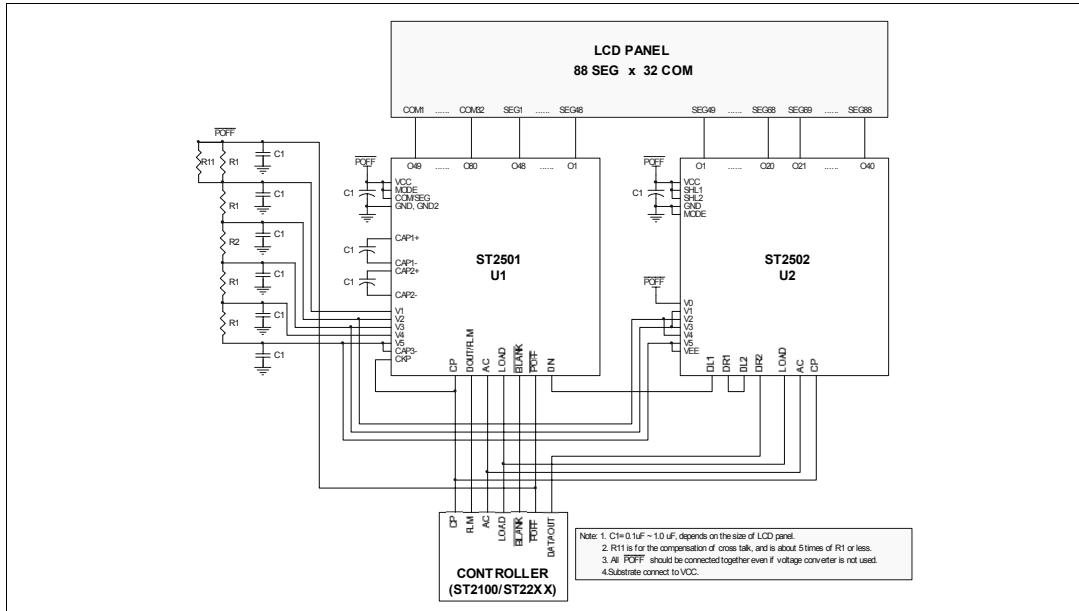 LCD PANEL
88 SEG x 32 COM
COM1 ...... COM32 SEG1 ...... SEG48 SEG49 ...... SEG68 SEG69 ...... SEG88
POFF
R11 R1 C1
C1
R1
C1
R2
C1
R1
C1
R1
C1
O49 ...... O80 O48 ...... O1
POFF
C1
VCC
MODE
COM/SEG
GND, GND2
CAP1+
C1
CAP1-
CAP2+
C1
CAP2-
V1
V2
V3
V4
V5
CAP3-
CKP
ST2501
U1
CP DOUT/FLM AC LOAD BLANK POFF DIN
O1 ...... O20 O21 ...... O40
POFF
C1
VCC
SHL1
SHL2
GND
MODE
POFF
V0
V1
V2
V3
V4
V5
VEE
ST2502
U2
DL1 DR1 DL2 DR2 LOAD AC CP
CP FLM AC LOAD BLANK POFF DATAOUT
CONTROLLER
(ST2100/ST22XX)
Note: 1. C1= 0.1uF ~ 1.0 uF, depends on the size of LCD panel.
2. R11 is for the compensation of cross talk, and is about 5 times of R1 or less.
3. All POFF should be connected together even if voltage converter is not used.
4.Substrate connect to VCC.